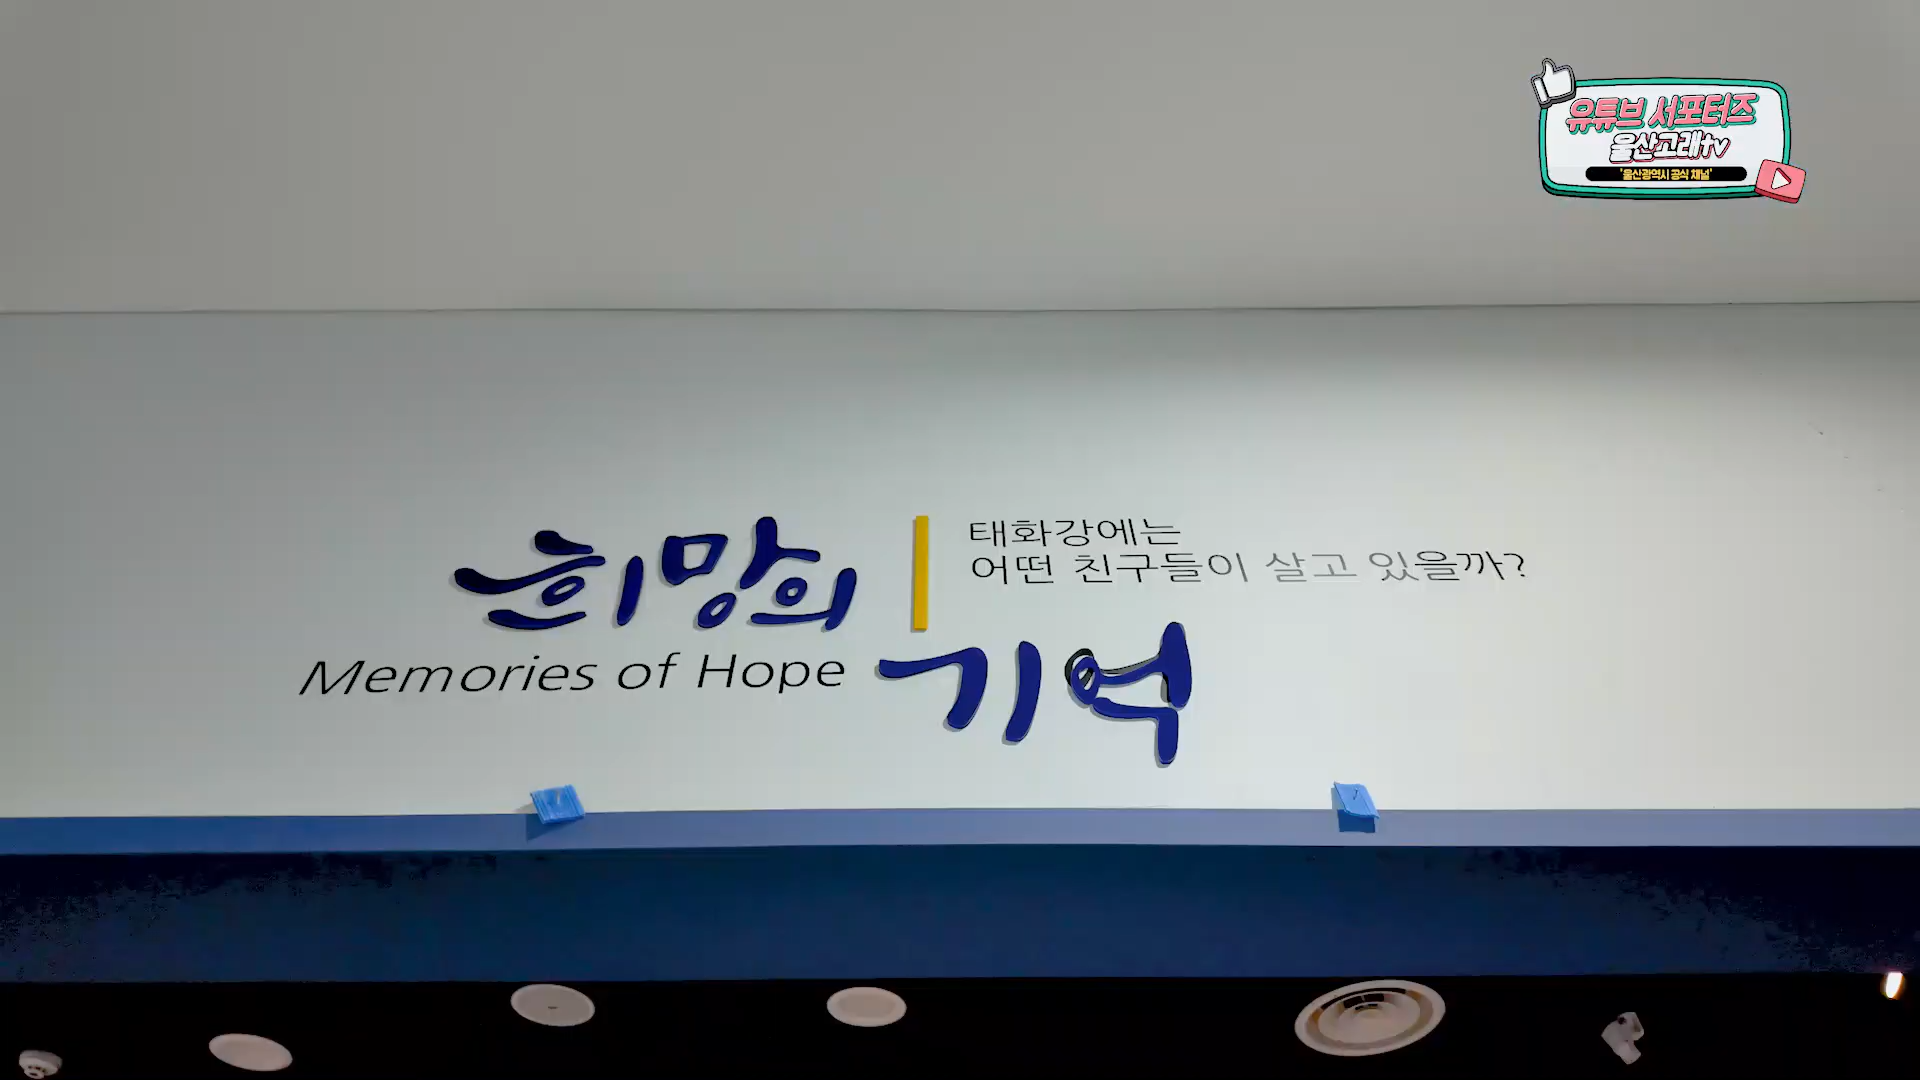 유튜브 서포터즈
울산고래tv
'울산광역시 공식 채널'
희망의
기억
Memories of Hope
태화강에는
어떤 친구들이 살고 있을까?